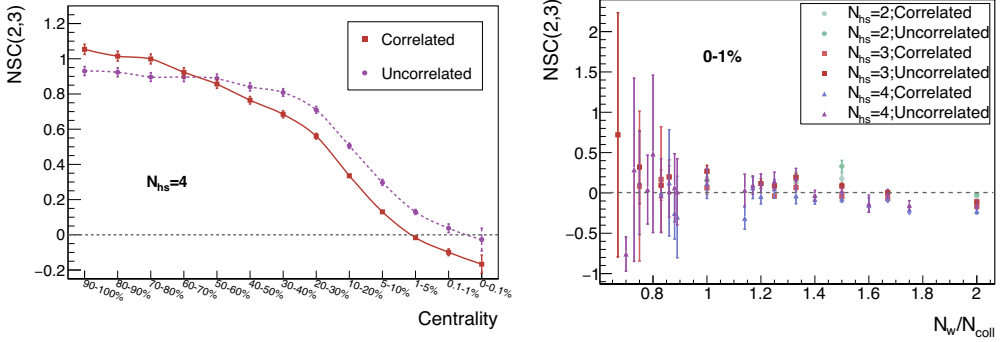 NSC(2,3)
1.2
1
0.8
0.6
0.4
0.2
0
−0.2
Correlated
Uncorrelated
N_hs=4
90-100%
80-90%
70-80%
60-70%
50-60%
40-50%
30-40%
20-30%
10-20%
5-10%
1-5%
0.1-1%
0-0.1%
Centrality
NSC(2,3)
2
1.5
1
0.5
0
−0.5
−1
0-1%
N_hs=2;Correlated
N_hs=2;Uncorrelated
N_hs=3;Correlated
N_hs=3;Uncorrelated
N_hs=4;Correlated
N_hs=4;Uncorrelated
0.8
1
1.2
1.4
1.6
1.8
2
N_w/N_coll